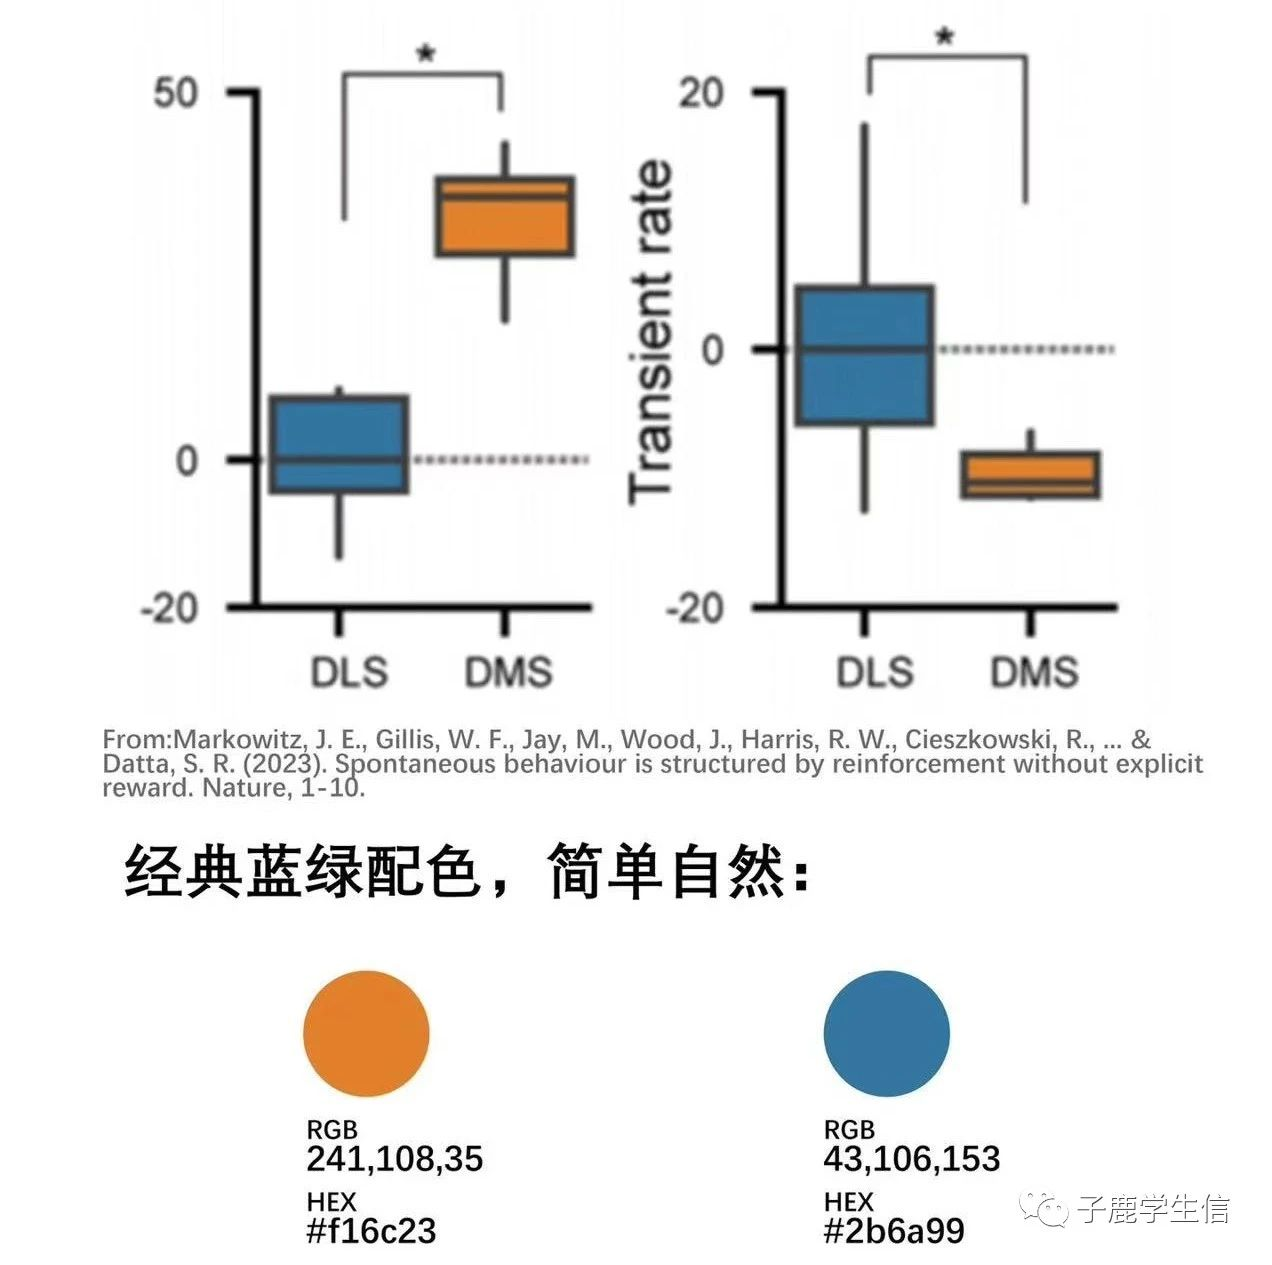 *
*
50
0
-20
DLS DMS
Transient rate
20
0
-20
DLS DMS
From:Markowitz, J. E., Gillis, W. F., Jay, M., Wood, J., Harris, R. W., Cieszkowski, R., ... &
Datta, S. R. (2023). Spontaneous behaviour is structured by reinforcement without explicit
reward. Nature, 1-10.
经典蓝绿配色，简单自然：
RGB
241,108,35
HEX
#f16c23
RGB
43,106,153
HEX
#2b6a99
子鹿学生信